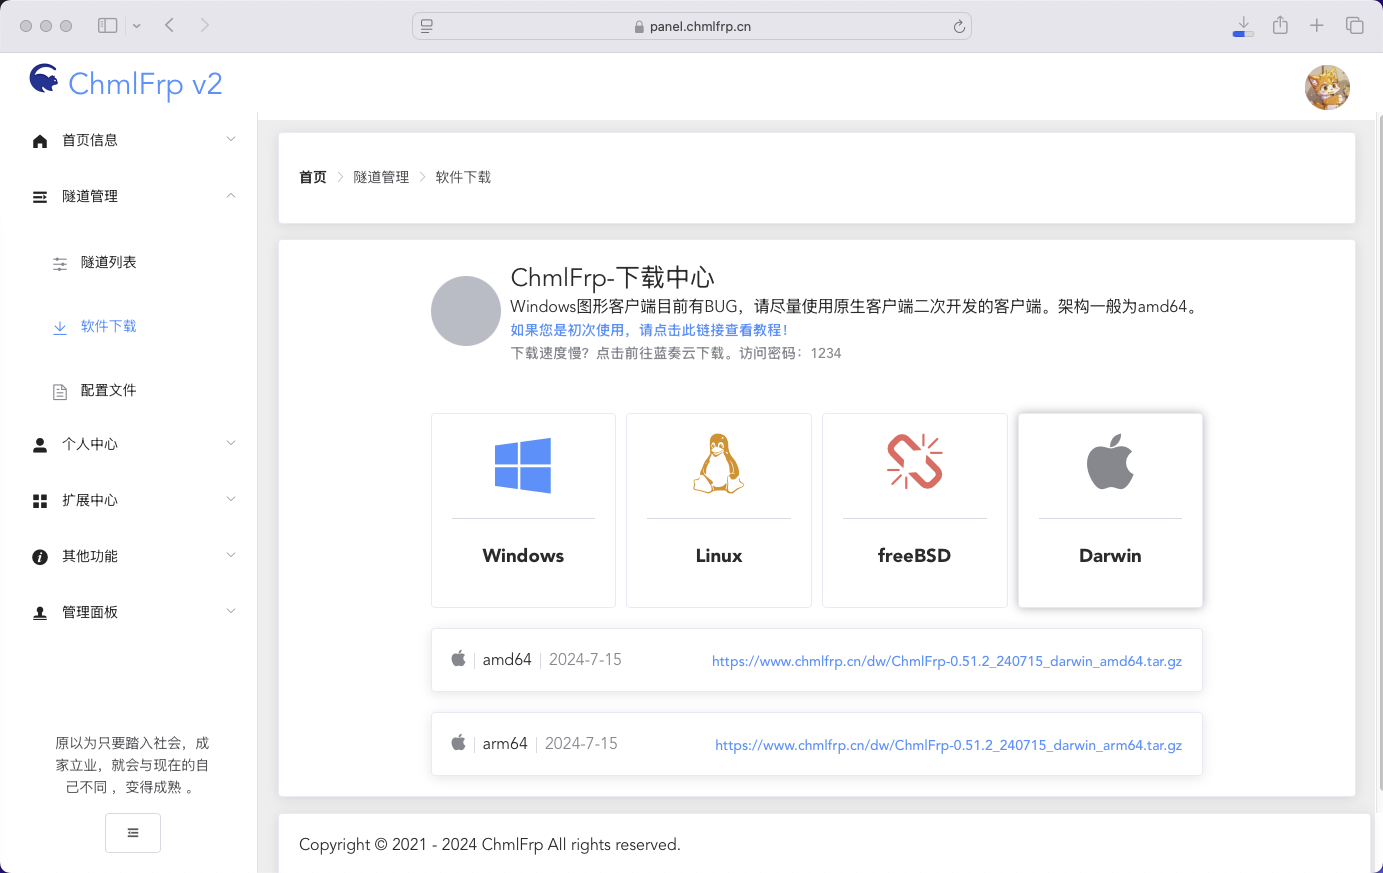 panel.chmlfrp.cn
ChmlFrp v2
首页信息
隧道管理
隧道列表
软件下载
配置文件
个人中心
扩展中心
其他功能
管理面板
原以为只要踏入社会，成
家立业，就会与现在的自
己不同 ，变得成熟 。
首页 隧道管理 软件下载
ChmlFrp-下载中心
Windows图形客户端目前有BUG，请尽量使用原生客户端二次开发的客户端。架构一般为amd64。
如果您是初次使用，请点击此链接查看教程！
下载速度慢？点击前往蓝奏云下载。访问密码：1234
Windows
Linux
freeBSD
Darwin
amd64 2024-7-15 https://www.chmlfrp.cn/dw/ChmlFrp-0.51.2_240715_darwin_amd64.tar.gz
arm64 2024-7-15 https://www.chmlfrp.cn/dw/ChmlFrp-0.51.2_240715_darwin_arm64.tar.gz
Copyright © 2021 - 2024 ChmlFrp All rights reserved.